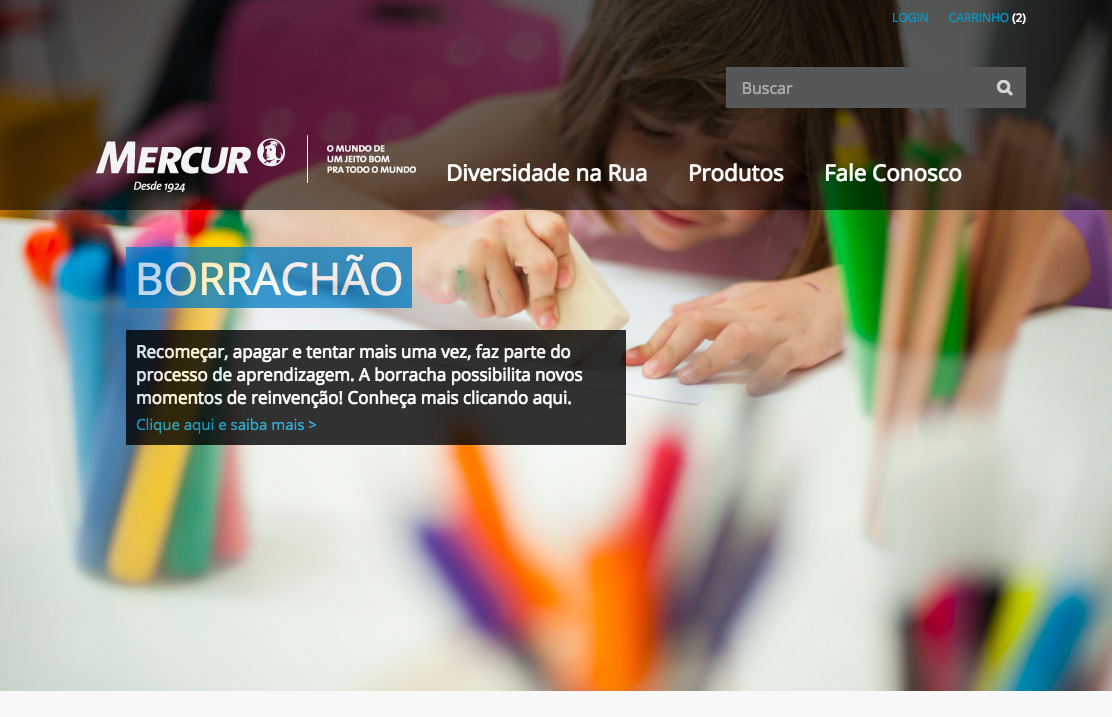 LOGIN CARRINHO (2)
Buscar
MERCUR
Desde 1924
O MUNDO DE
UM JEITO BOM
PRA TODO O MUNDO
Diversidade na Rua Produtos Fale Conosco
BORRACHÃO
Recomeçar, apagar e tentar mais uma vez, faz parte do
processo de aprendizagem. A borracha possibilita novos
momentos de reinvenção! Conheça mais clicando aqui.
Clique aqui e saiba mais >